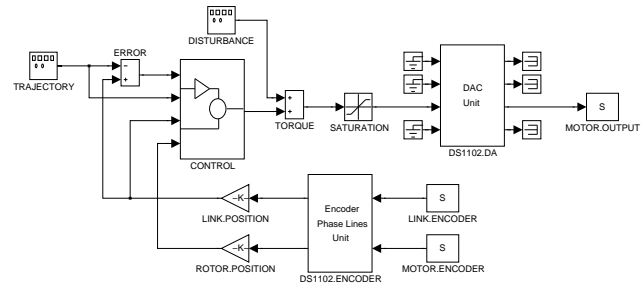 DISTURBANCE
TRAJECTORY
ERROR
−
+
CONTROL
+
+
TORQUE
SATURATION
DAC
Unit
DS1102.DA
S
MOTOR.OUTPUT
−K−
LINK.POSITION
Encoder
Phase Lines
Unit
DS1102.ENCODER
S
LINK.ENCODER
−K−
ROTOR.POSITION
S
MOTOR.ENCODER